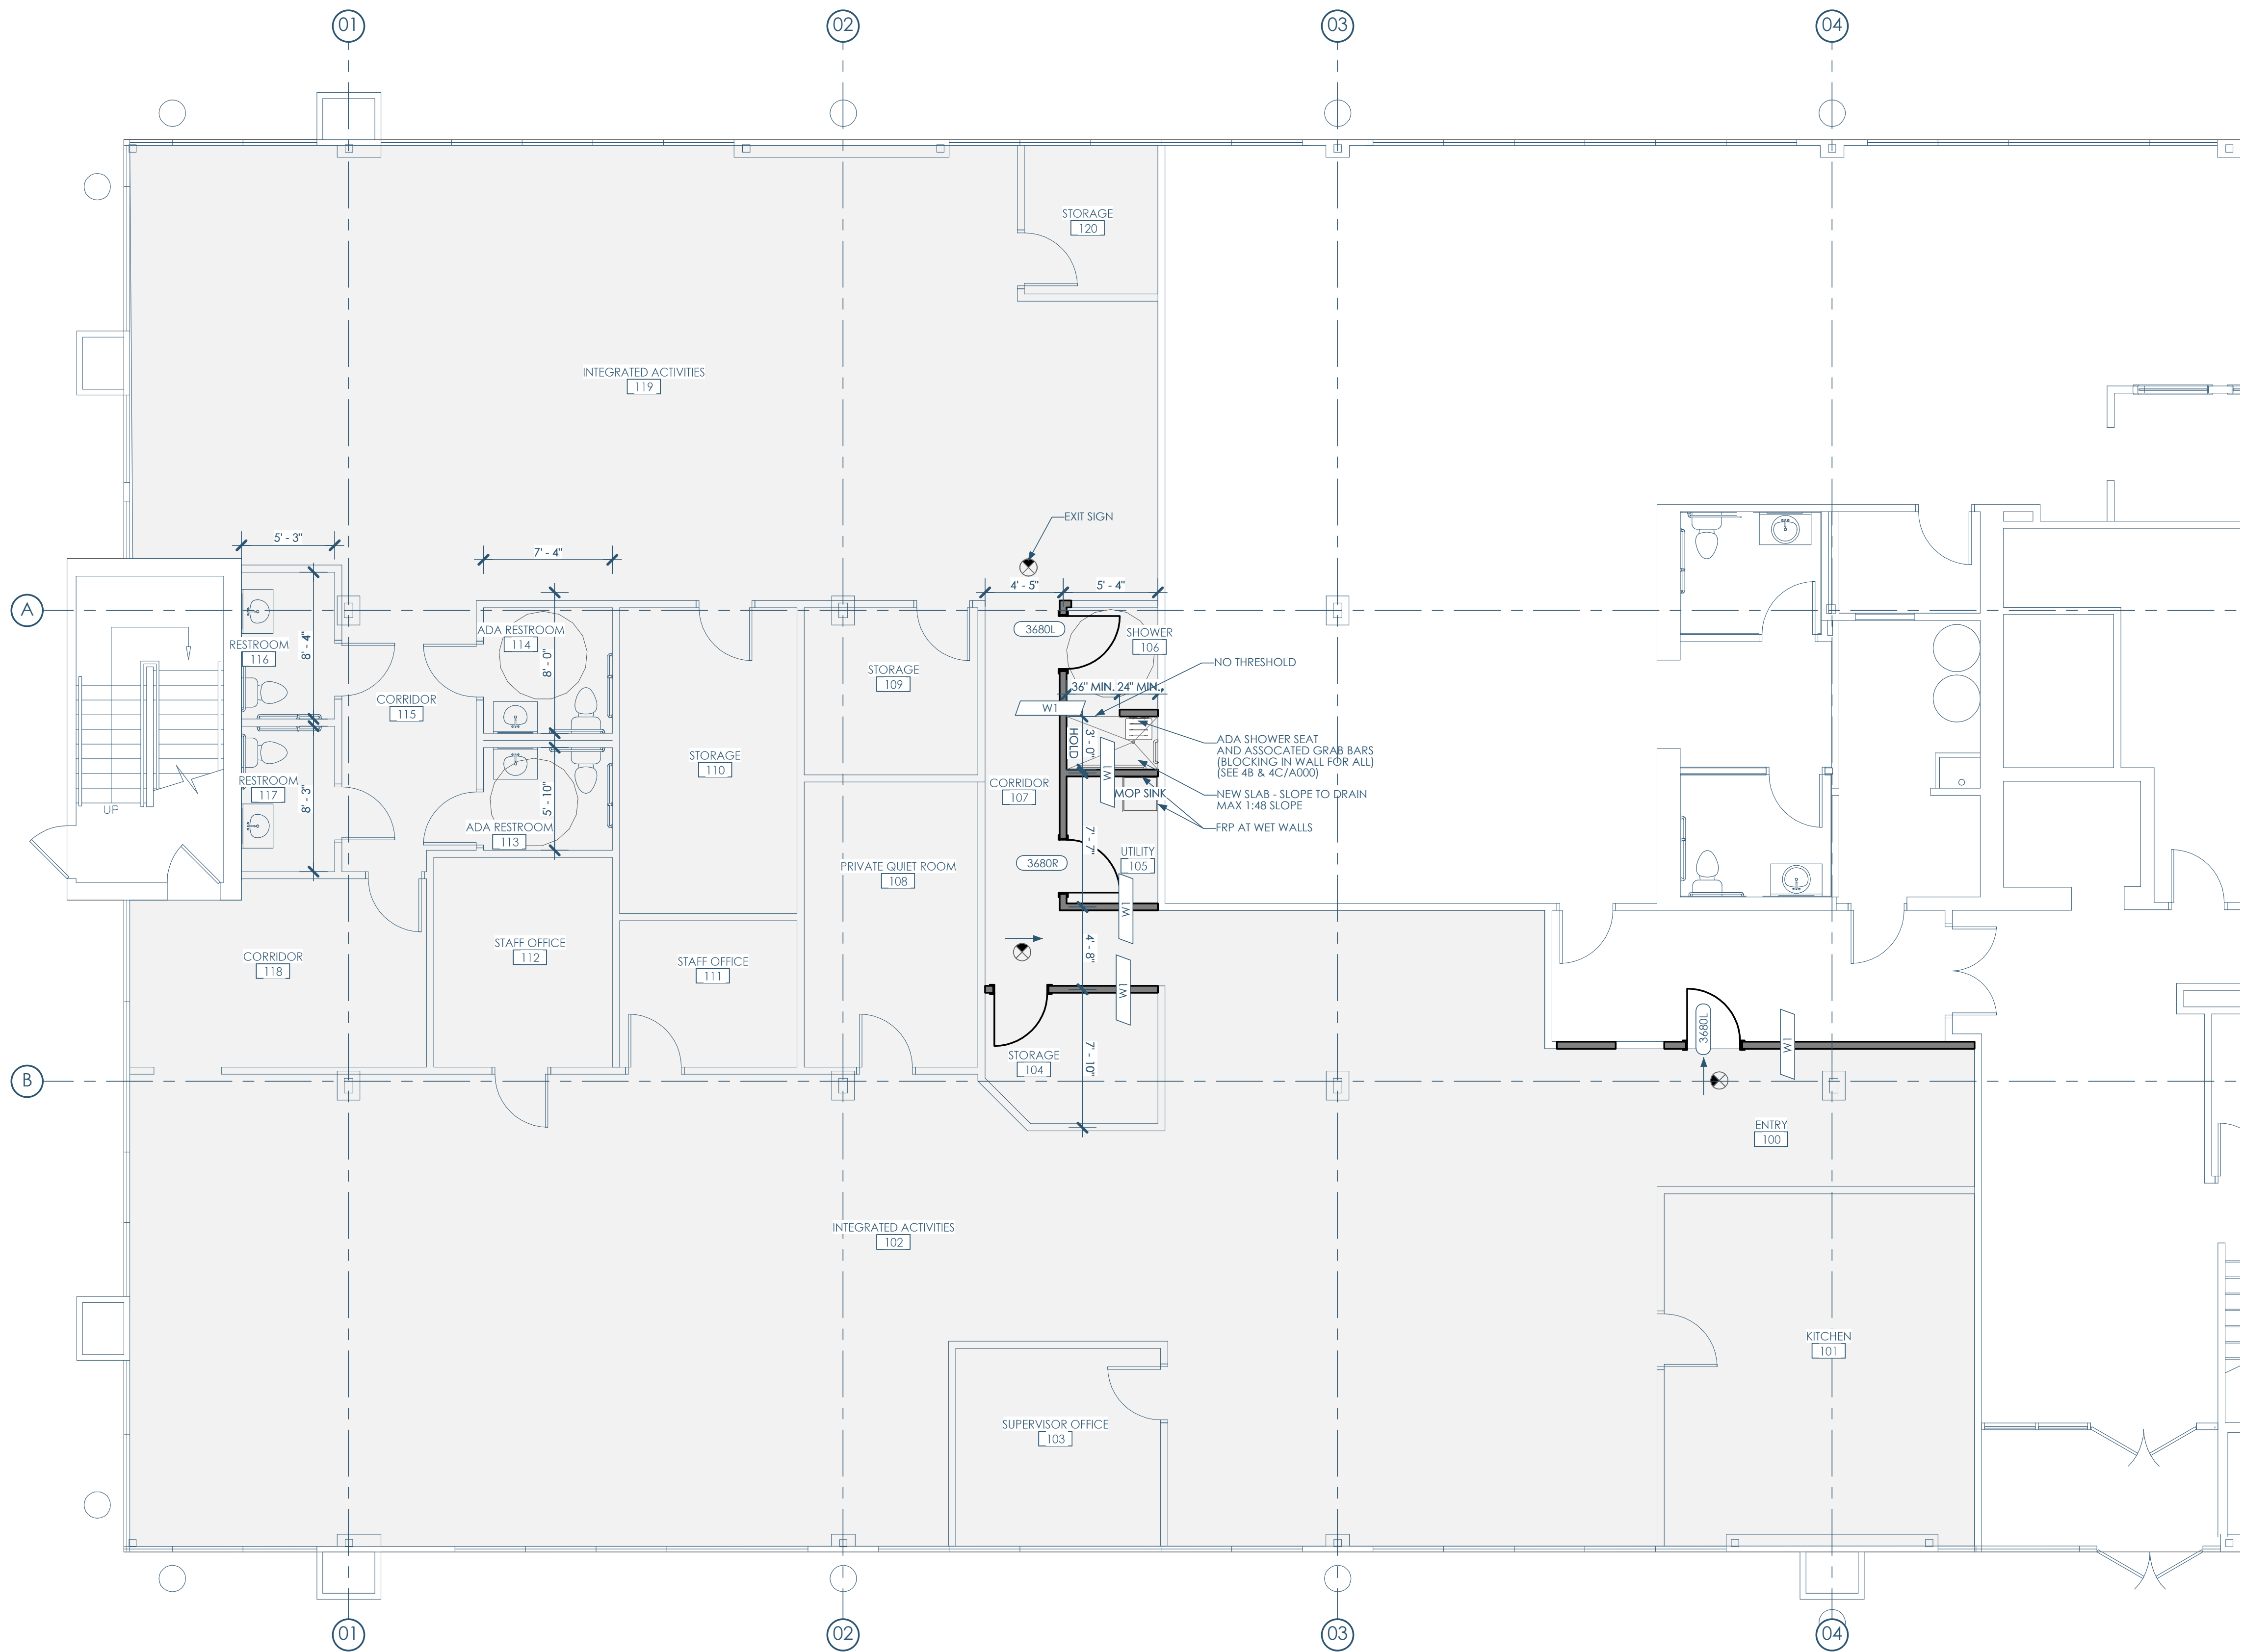 01
02
03
04
STORAGE
120
INTEGRATED ACTIVITIES
119
EXIT SIGN
5' - 3"
7' - 4"
4' - 5"
5' - 4"
A
ADA RESTROOM
114
8' - 0"
RESTROOM
116
8' - 4"
3680L
SHOWER
106
NO THRESHOLD
STORAGE
109
36" MIN.
24" MIN.
CORRIDOR
115
W1
HOLD
3' - 0"
W1
ADA SHOWER SEAT
AND ASSOCATED GRAB BARS
(BLOCKING IN WALL FOR ALL)
(SEE 4B & 4C/A000)
STORAGE
110
RESTROOM
117
8' - 3"
5' - 10"
CORRIDOR
107
MOP SINK
NEW SLAB - SLOPE TO DRAIN
MAX 1:48 SLOPE
UP
ADA RESTROOM
113
FRP AT WET WALLS
7' - 7"
3680R
UTILITY
105
PRIVATE QUIET ROOM
108
W1
STAFF OFFICE
112
STAFF OFFICE
111
CORRIDOR
118
4' - 8"
W1
3680L
W1
STORAGE
104
7' - 10"
B
ENTRY
100
INTEGRATED ACTIVITIES
102
KITCHEN
101
SUPERVISOR OFFICE
103
01
02
03
04